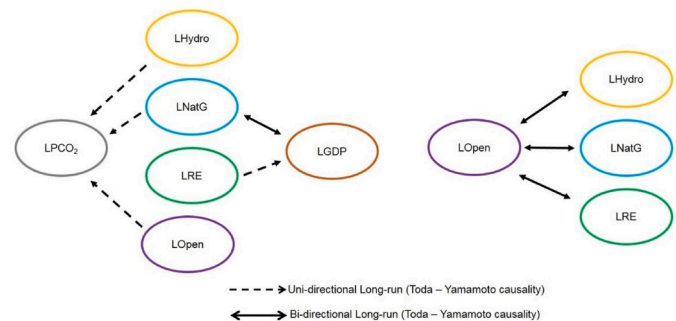 LHydro
LNatG
LPCO₂
LRE
LGDP
LOpen
LHydro
LOpen
LNatG
LRE
Uni-directional Long-run (Toda – Yamamoto causality)
Bi-directional Long-run (Toda – Yamamoto causality)